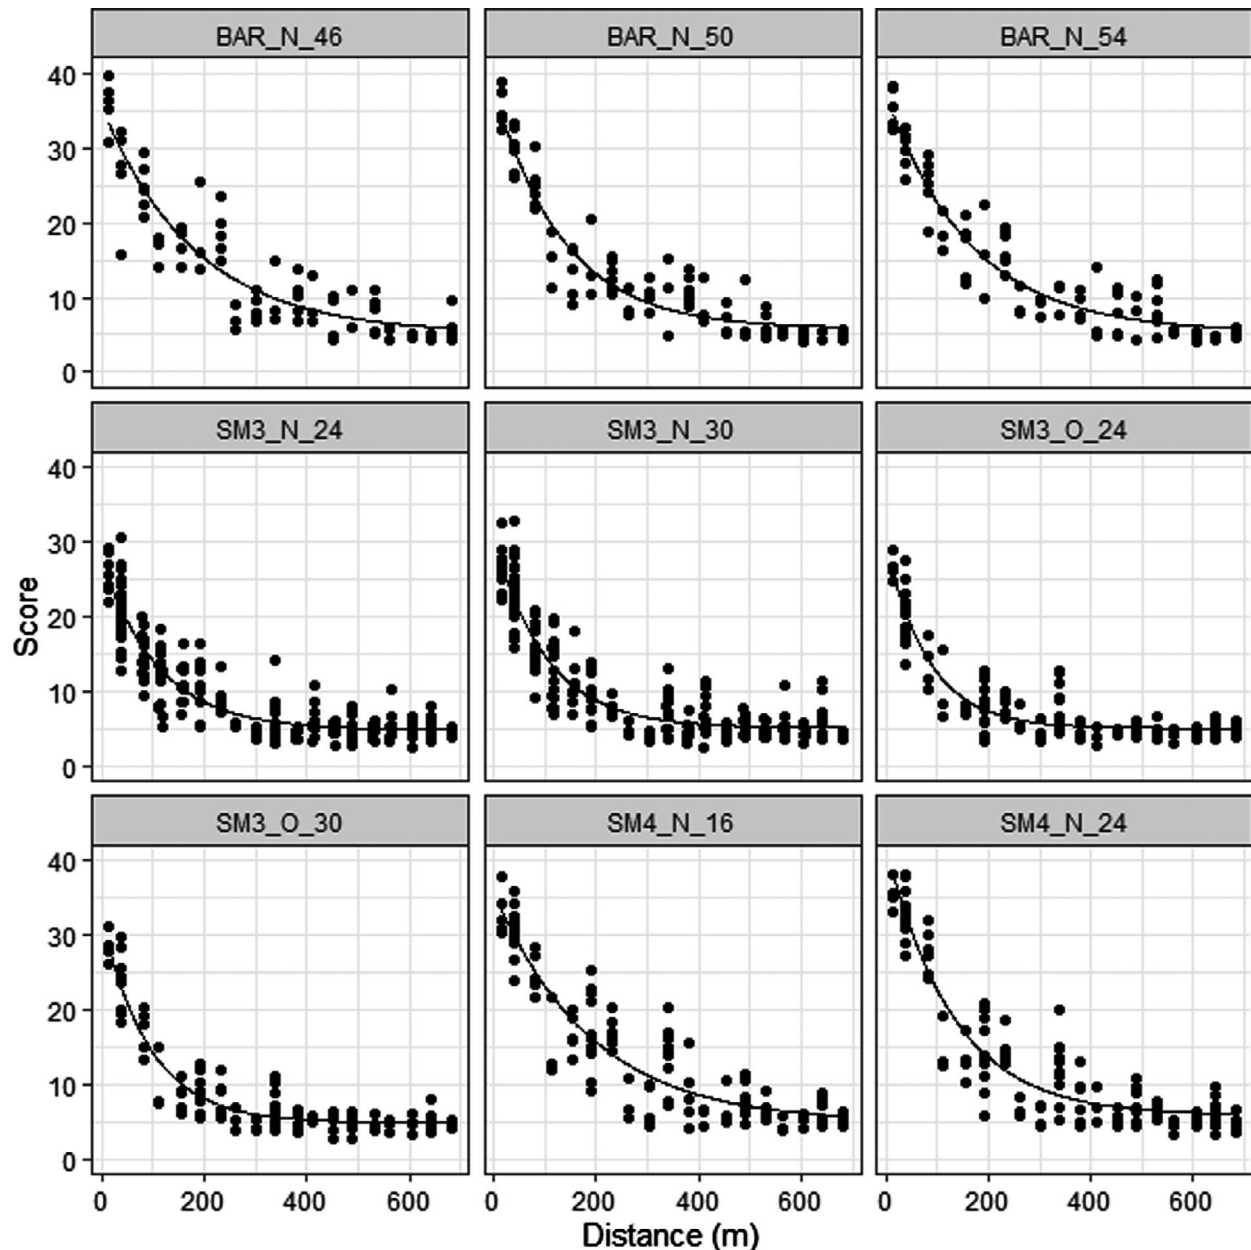 BAR_N_46 BAR_N_50 BAR_N_54
40
30
20
10
0
SM3_N_24 SM3_N_30 SM3_O_24
40
30
20
10
0
Score
SM3_O_30 SM4_N_16 SM4_N_24
40
30
20
10
0
0 200 400 600 0 200 400 600 0 200 400 600
Distance (m)